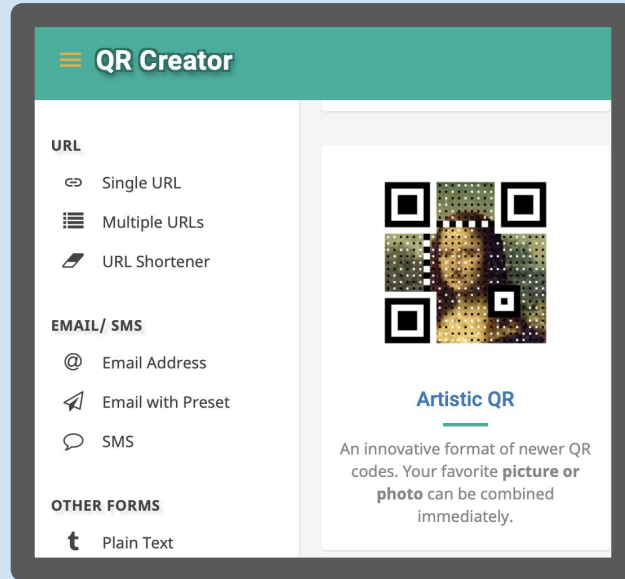 QR Creator
URL
Single URL
Multiple URLs
URL Shortener
EMAIL/ SMS
@ Email Address
Email with Preset
SMS
OTHER FORMS
t Plain Text
Artistic QR
An innovative format of newer QR
codes. Your favorite picture or
photo can be combined
immediately.